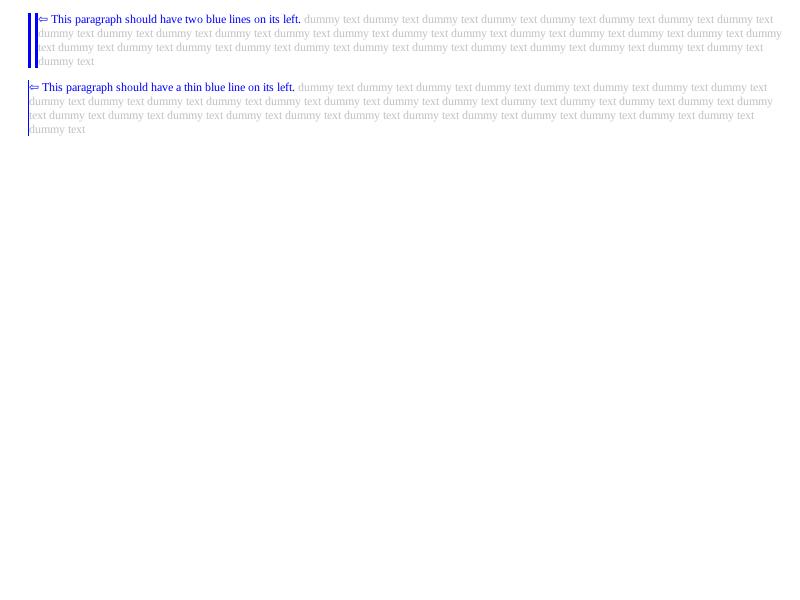 ⇦ This paragraph should have two blue lines on its left. dummy text dummy text dummy text dummy text dummy text dummy text dummy text dummy text
dummy text dummy text dummy text dummy text dummy text dummy text dummy text dummy text dummy text dummy text dummy text dummy text dummy
text dummy text dummy text dummy text dummy text dummy text dummy text dummy text dummy text dummy text dummy text dummy text dummy text
dummy text
⇦ This paragraph should have a thin blue line on its left. dummy text dummy text dummy text dummy text dummy text dummy text dummy text dummy text
dummy text dummy text dummy text dummy text dummy text dummy text dummy text dummy text dummy text dummy text dummy text dummy text dummy
text dummy text dummy text dummy text dummy text dummy text dummy text dummy text dummy text dummy text dummy text dummy text dummy text
dummy text